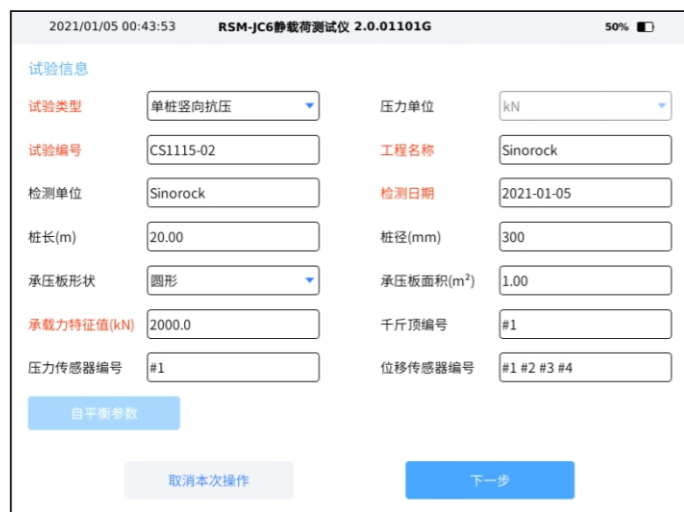 2021/01/05 00:43:53 RSM-JC6静载荷测试仪 2.0.01101G 50%
试验信息
试验类型 单桩竖向抗压 压力单位 kN
试验编号 CS1115-02 工程名称 Sinorock
检测单位 Sinorock 检测日期 2021-01-05
桩长(m) 20.00 桩径(mm) 300
承压板形状 圆形 承压板面积(m²) 1.00
承载力特征值(kN) 2000.0 千斤顶编号 #1
压力传感器编号 #1 位移传感器编号 #1 #2 #3 #4
自平衡参数
取消本次操作 下一步